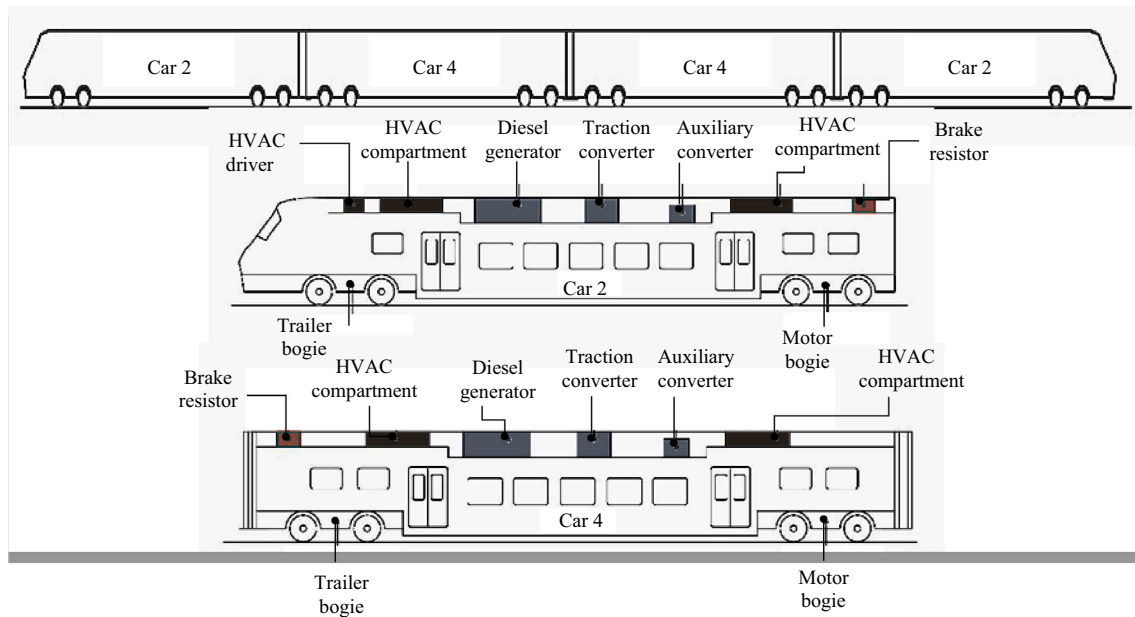 Car 2
Car 4
Car 4
Car 2
HVAC
driver
HVAC
compartment
Diesel
generator
Traction
converter
Auxiliary
converter
HVAC
compartment
Brake
resistor
Car 2
Trailer
bogie
Motor
bogie
Brake
resistor
HVAC
compartment
Diesel
generator
Traction
converter
Auxiliary
converter
HVAC
compartment
Car 4
Trailer
bogie
Motor
bogie